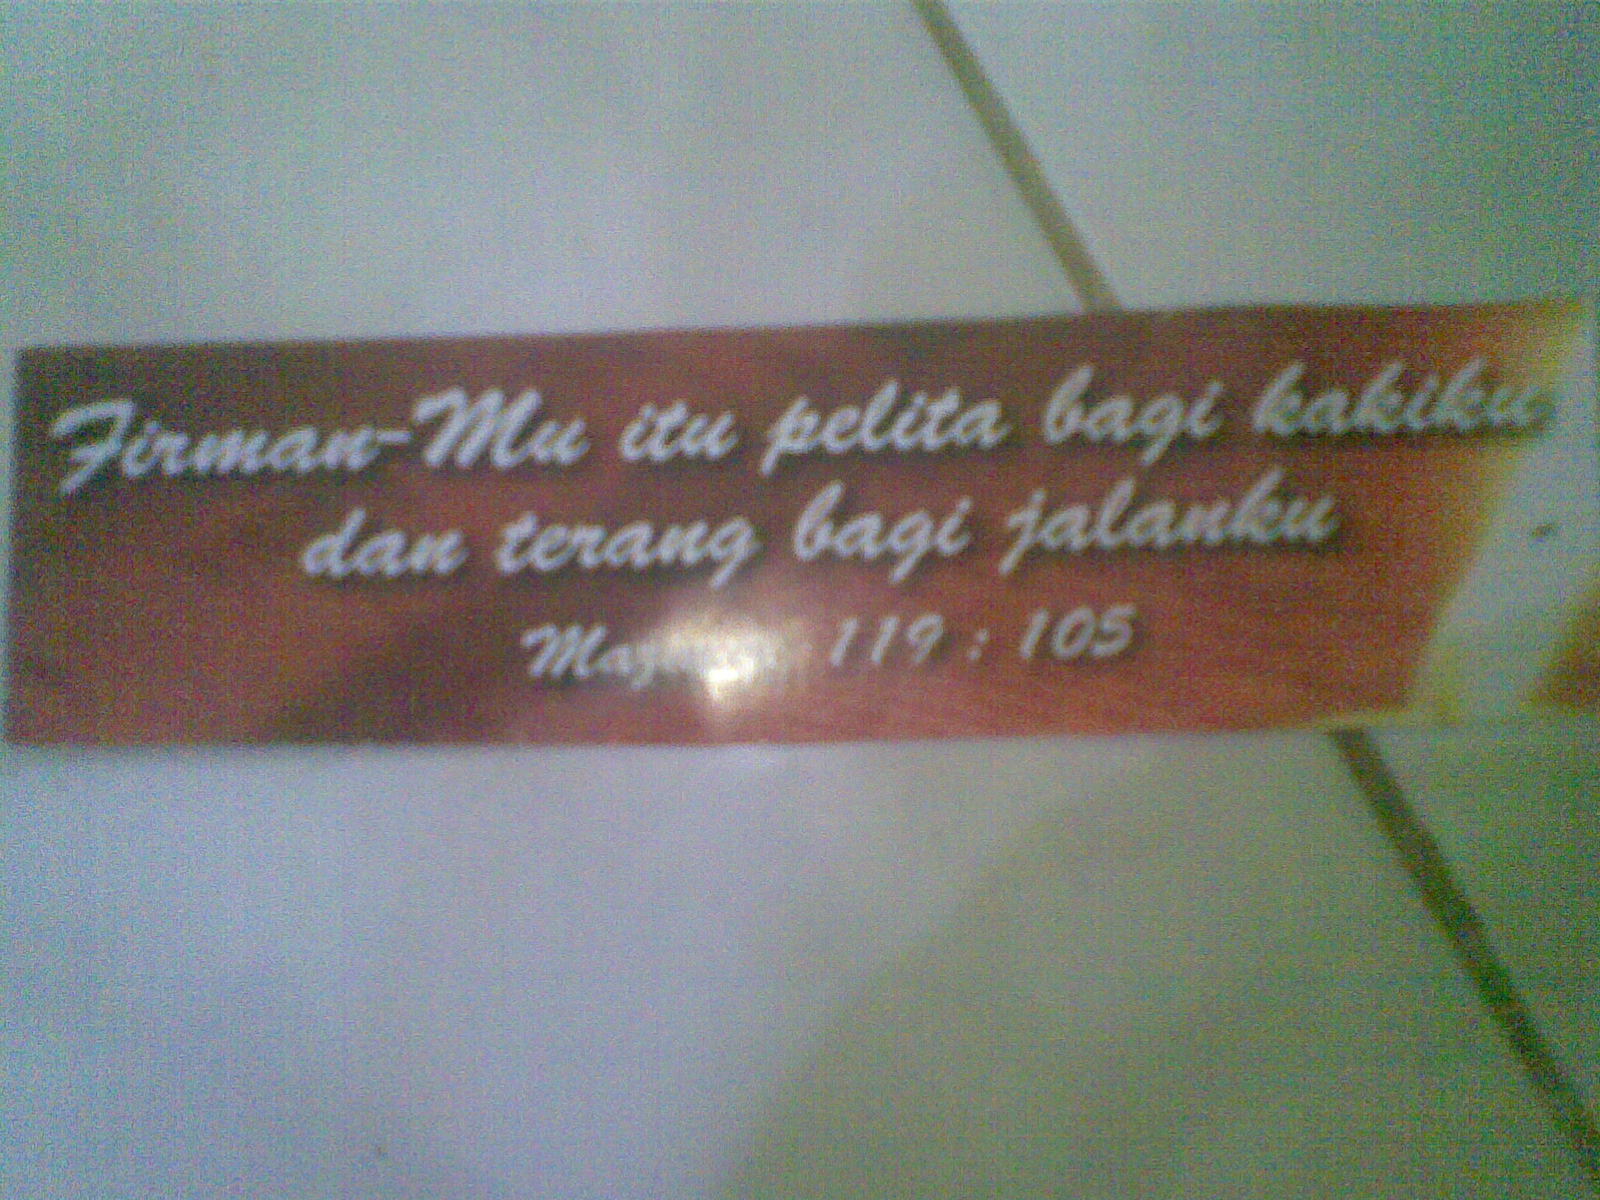 Firman-Mu itu pelita bagi kakiku
dan terang bagi jalanku
119 : 105